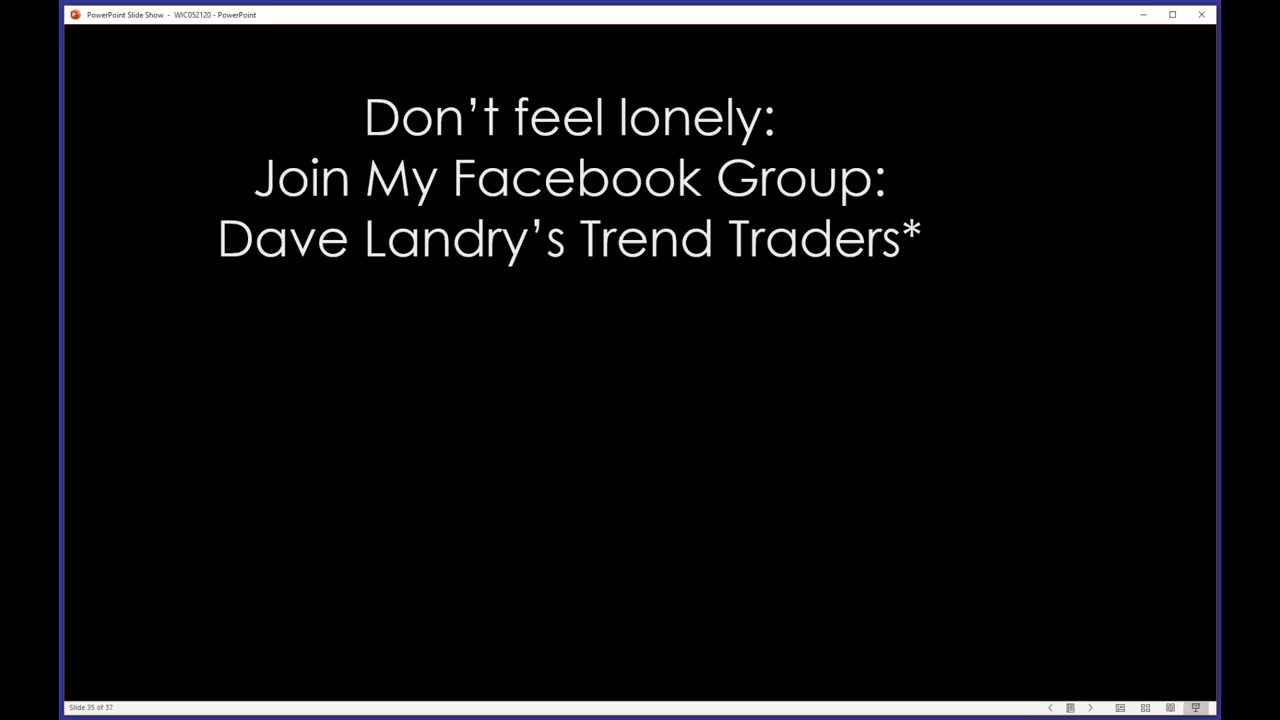 PowerPoint Slide Show - WIC052120 - PowerPoint
Don’t feel lonely:
Join My Facebook Group:
Dave Landry’s Trend Traders*
Slide 35 of 37